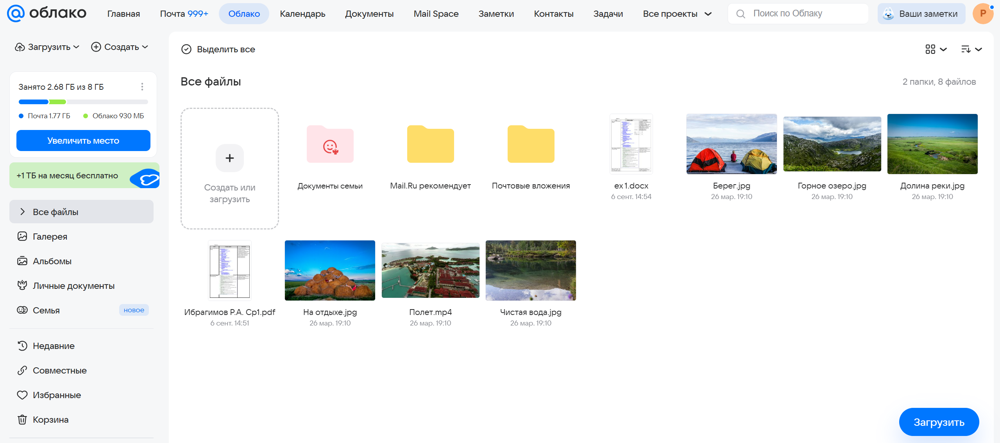 облако
Главная
Почта 999+
Облако
Календарь
Документы
Mail Space
Заметки
Контакты
Задачи
Все проекты
Поиск по Облаку
Ваши заметки
Р
Загрузить
Создать
Занято 2.68 ГБ из 8 ГБ
Почта 1.77 ГБ
Облако 930 МБ
Увеличить место
+1 ТБ на месяц бесплатно
Все файлы
Галерея
Альбомы
Личные документы
Семья
новое
Недавние
Совместные
Избранные
Корзина
Выделить все
Все файлы
2 папки, 8 файлов
Создать или
загрузить
Документы семьи
Mail.Ru рекомендует
Почтовые вложения
ex 1.docx
6 сент. 14:54
Берег.jpg
26 мар. 19:10
Горное озеро.jpg
26 мар. 19:10
Долина реки.jpg
26 мар. 19:10
Ибрагимов Р.А. Ср1.pdf
6 сент. 14:51
На отдыхе.jpg
26 мар. 19:10
Полет.mp4
26 мар. 19:10
Чистая вода.jpg
26 мар. 19:10
Загрузить